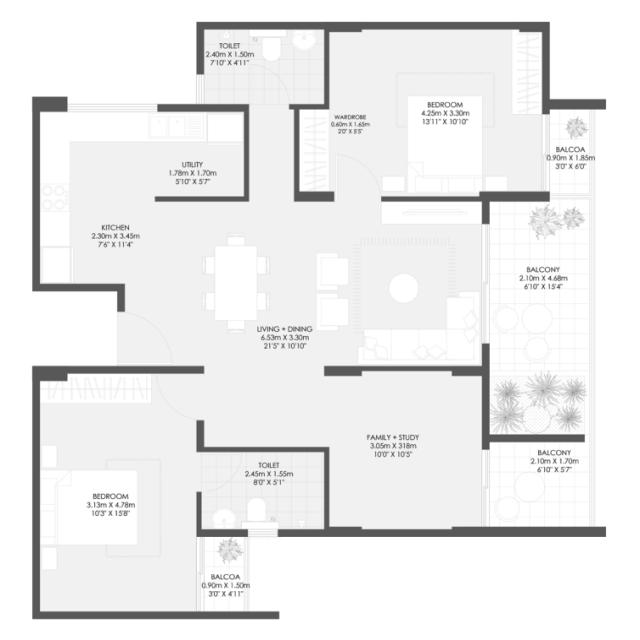 TOILET
2.40m X 1.50m
7'10" X 4'11"
WARDROBE
0.60m X 1.65m
2'0" X 5'5"
BEDROOM
4.25m X 3.30m
13'11" X 10'10"
BALCOA
0.90m X 1.85m
3'0" X 6'0"
UTILITY
1.78m X 1.70m
5'10" X 5'7"
KITCHEN
2.30m X 3.45m
7'6" X 11'4"
BALCONY
2.10m X 4.68m
6'10" X 15'4"
LIVING + DINING
6.53m X 3.30m
21'5" X 10'10"
FAMILY + STUDY
3.05m X 318m
10'0" X 10'5"
BALCONY
2.10m X 1.70m
6'10" X 5'7"
TOILET
2.45m X 1.55m
8'0" X 5'1"
BEDROOM
3.13m X 4.78m
10'3" X 15'8"
BALCOA
0.90m X 1.50m
3'0" X 4'11"